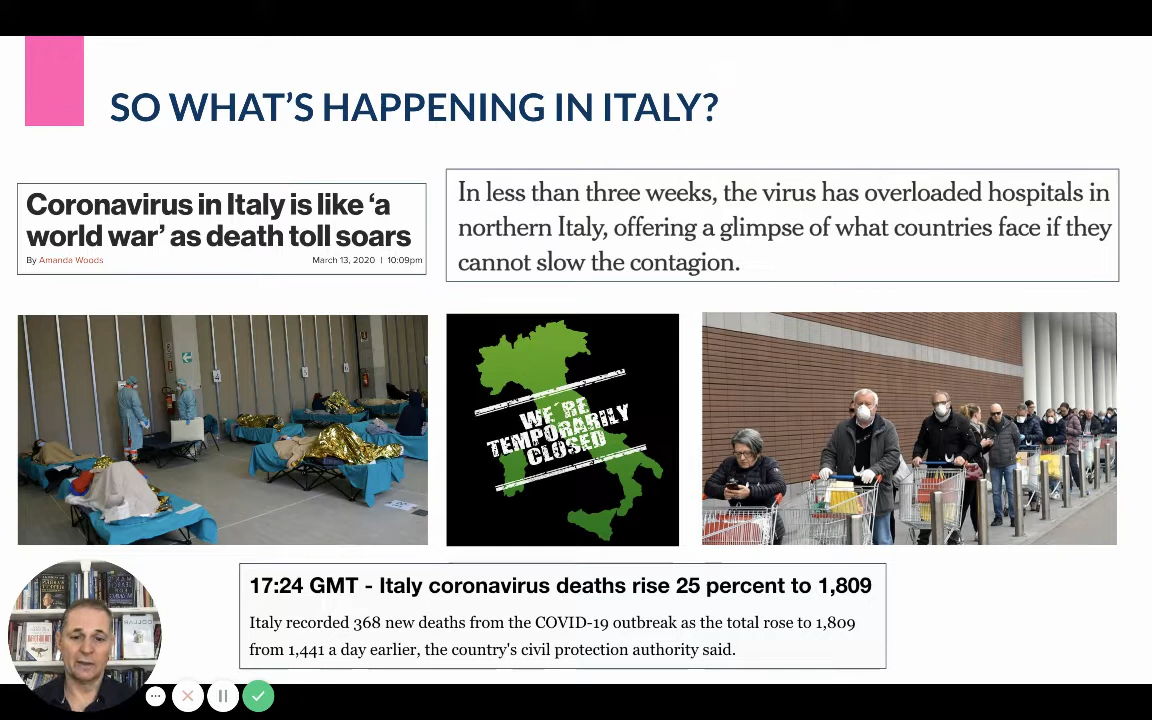 SO WHAT'S HAPPENING IN ITALY?
Coronavirus in Italy is like ‘a
world war’ as death toll soars
By Amanda Woods
March 13, 2020 | 10:09pm
In less than three weeks, the virus has overloaded hospitals in
northern Italy, offering a glimpse of what countries face if they
cannot slow the contagion.
WE'RE
TEMPORARILY
CLOSED
17:24 GMT - Italy coronavirus deaths rise 25 percent to 1,809
Italy recorded 368 new deaths from the COVID-19 outbreak as the total rose to 1,809
from 1,441 a day earlier, the country's civil protection authority said.